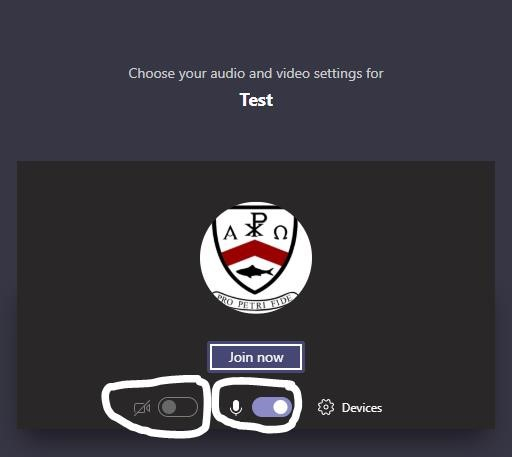 Choose your audio and video settings for
Test
Α Ω
PRO PETRI FIDE
Join now
Devices